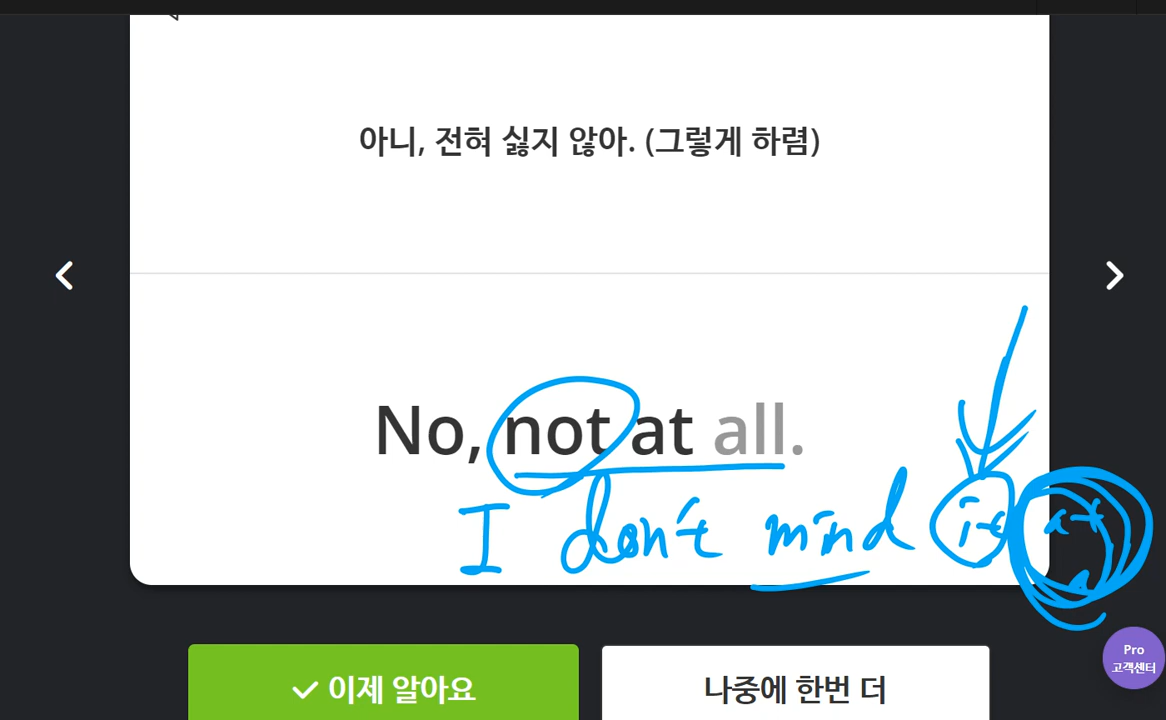 아니, 전혀 싫지 않아. (그렇게 하렴)
No, not at all.
I don't mind it at
이제 알아요
나중에 한번 더
Pro
고객센터